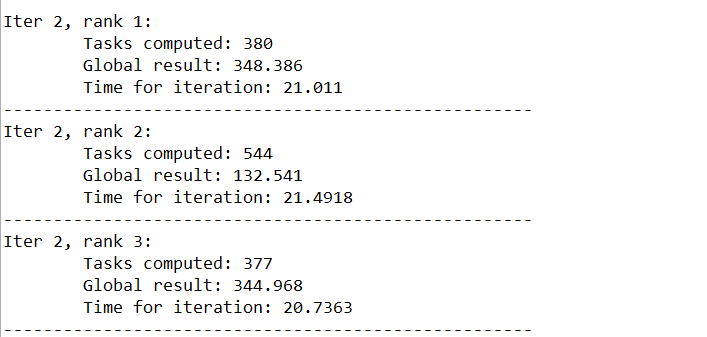 Iter 2, rank 1:
        Tasks computed: 380
        Global result: 348.386
        Time for iteration: 21.011
-----------------------------------------------------
Iter 2, rank 2:
        Tasks computed: 544
        Global result: 132.541
        Time for iteration: 21.4918
-----------------------------------------------------
Iter 2, rank 3:
        Tasks computed: 377
        Global result: 344.968
        Time for iteration: 20.7363
-----------------------------------------------------